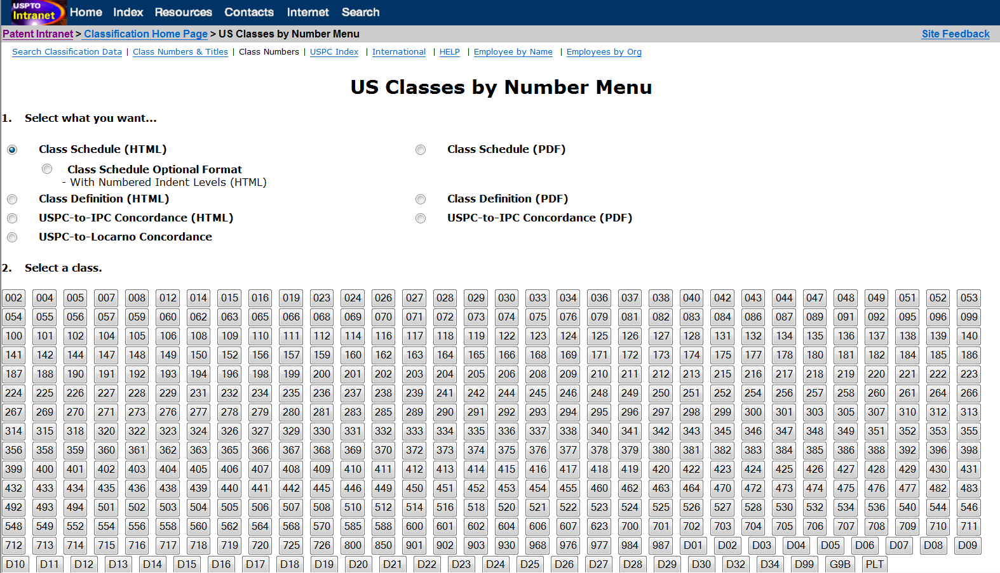 USPTO Intranet Home Index Resources Contacts Internet Search
Patent Intranet > Classification Home Page > US Classes by Number Menu Site Feedback
Search Classification Data | Class Numbers & Titles | Class Numbers | USPC Index | International | HELP | Employee by Name | Employees by Org
US Classes by Number Menu
1. Select what you want...
Class Schedule (HTML) Class Schedule (PDF)
Class Schedule Optional Format
- With Numbered Indent Levels (HTML)
Class Definition (HTML) Class Definition (PDF)
USPC-to-IPC Concordance (HTML) USPC-to-IPC Concordance (PDF)
USPC-to-Locarno Concordance
2. Select a class.
002 004 005 007 008 012 014 015 016 019 023 024 026 027 028 029 030 033 034 036 037 038 040 042 043 044 047 048 049 051 052 053
054 055 056 057 059 060 062 063 065 066 068 069 070 071 072 073 074 075 076 079 081 082 083 084 086 087 089 091 092 095 096 099
100 101 102 104 105 106 108 109 110 111 112 114 116 117 118 119 122 123 124 125 126 127 128 131 132 134 135 136 137 138 139 140
141 142 144 147 148 149 150 152 156 157 159 160 162 163 164 165 166 168 169 171 172 173 174 175 177 178 180 181 182 184 185 186
187 188 190 191 192 193 194 196 198 199 200 201 202 203 204 205 206 208 209 210 211 212 213 215 216 217 218 219 220 221 222 223
224 225 226 227 228 229 231 232 234 235 236 237 238 239 241 242 244 245 246 248 249 250 251 252 254 256 257 258 260 261 264 266
267 269 270 271 273 276 277 278 279 280 281 283 285 289 290 291 292 293 294 295 296 297 298 299 300 301 303 305 307 310 312 313
314 315 318 320 322 323 324 326 327 329 330 331 332 333 334 335 336 337 338 340 341 342 343 345 346 347 348 349 351 352 353 355
356 358 359 360 361 362 363 365 366 367 368 369 370 372 373 374 375 376 377 378 379 380 381 382 383 384 385 386 388 392 396 398
399 400 401 402 403 404 405 406 407 408 409 410 411 412 413 414 415 416 417 418 419 420 422 423 424 425 426 427 428 429 430 431
432 433 434 435 436 438 439 440 441 442 445 446 449 450 451 452 453 454 455 460 462 463 464 470 472 473 474 475 476 477 482 483
492 493 494 501 502 503 504 505 506 507 508 510 512 514 516 518 520 521 522 523 524 525 526 527 528 530 532 534 536 540 544 546
548 549 552 554 556 558 560 562 564 568 570 585 588 600 601 602 604 606 607 623 700 701 702 703 704 705 706 707 708 709 710 711
712 713 714 715 716 717 718 719 720 725 726 800 850 901 902 903 930 968 976 977 984 987 D01 D02 D03 D04 D05 D06 D07 D08 D09
D10 D11 D12 D13 D14 D15 D16 D17 D18 D19 D20 D21 D22 D23 D24 D25 D26 D27 D28 D29 D30 D32 D34 D99 G9B PLT